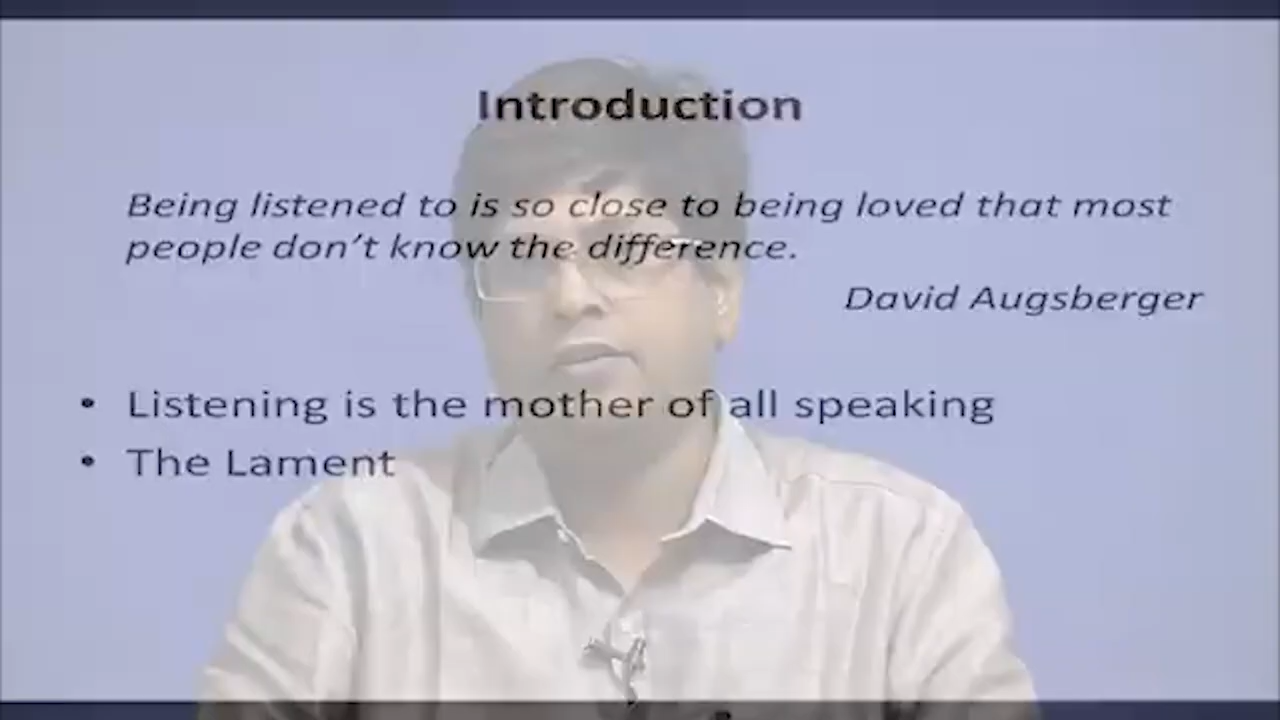 Introduction
Being listened to is so close to being loved that most
people don't know the difference.
David Augsberger
• Listening is the mother of all speaking
• The Lament